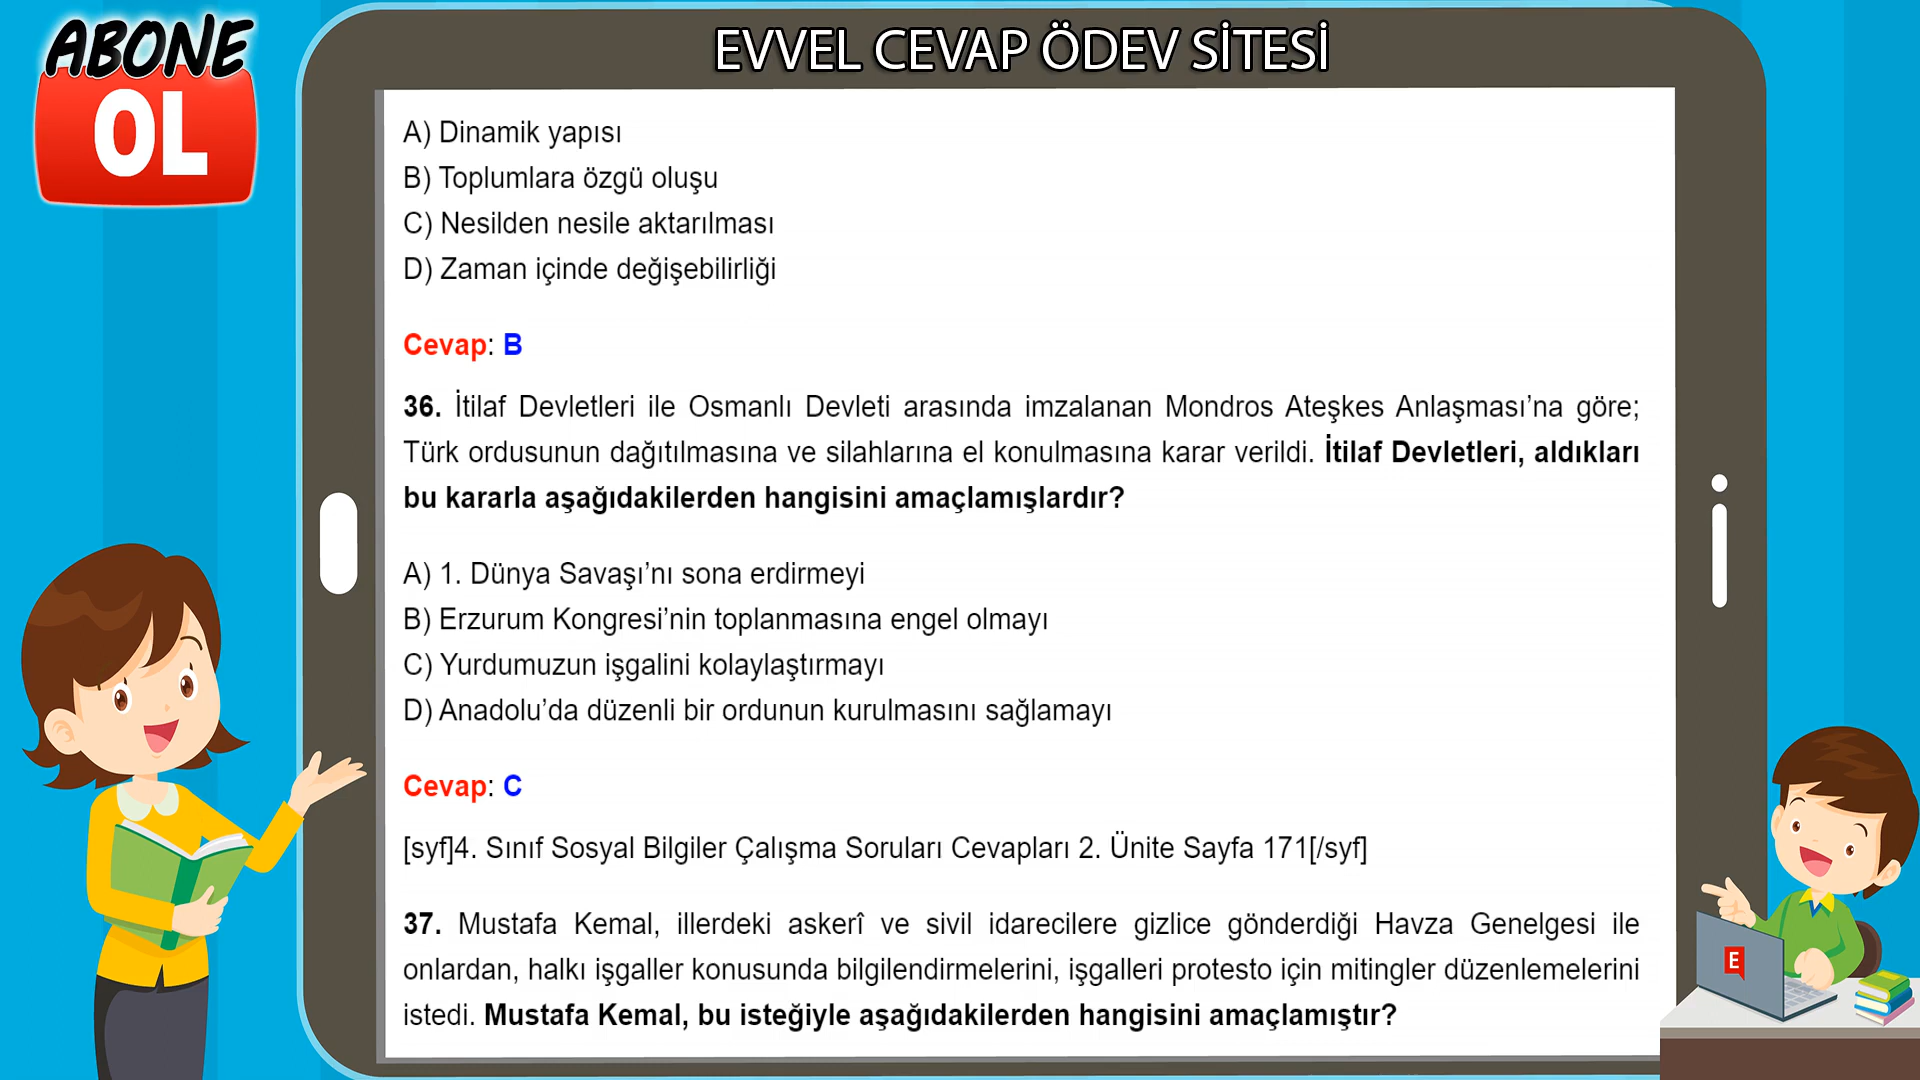 ABONE
OL
EVVEL CEVAP ÖDEV SİTESİ
A) Dinamik yapısı
B) Toplumlara özgü oluşu
C) Nesilden nesile aktarılması
D) Zaman içinde değişebilirliği
Cevap: B
36. İtilaf Devletleri ile Osmanlı Devleti arasında imzalanan Mondros Ateşkes Anlaşması’na göre;
Türk ordusunun dağıtılmasına ve silahlarına el konulmasına karar verildi. İtilaf Devletleri, aldıkları
bu kararla aşağıdakilerden hangisini amaçlamışlardır?
A) 1. Dünya Savaşı’nı sona erdirmeyi
B) Erzurum Kongresi’nin toplanmasına engel olmayı
C) Yurdumuzun işgalini kolaylaştırmayı
D) Anadolu’da düzenli bir ordunun kurulmasını sağlamayı
Cevap: C
[syf]4. Sınıf Sosyal Bilgiler Çalışma Soruları Cevapları 2. Ünite Sayfa 171[/syf]
37. Mustafa Kemal, illerdeki askerî ve sivil idarecilere gizlice gönderdiği Havza Genelgesi ile
onlardan, halkı işgaller konusunda bilgilendirmelerini, işgalleri protesto için mitingler düzenlemelerini
istedi. Mustafa Kemal, bu isteğiyle aşağıdakilerden hangisini amaçlamıştır?
E